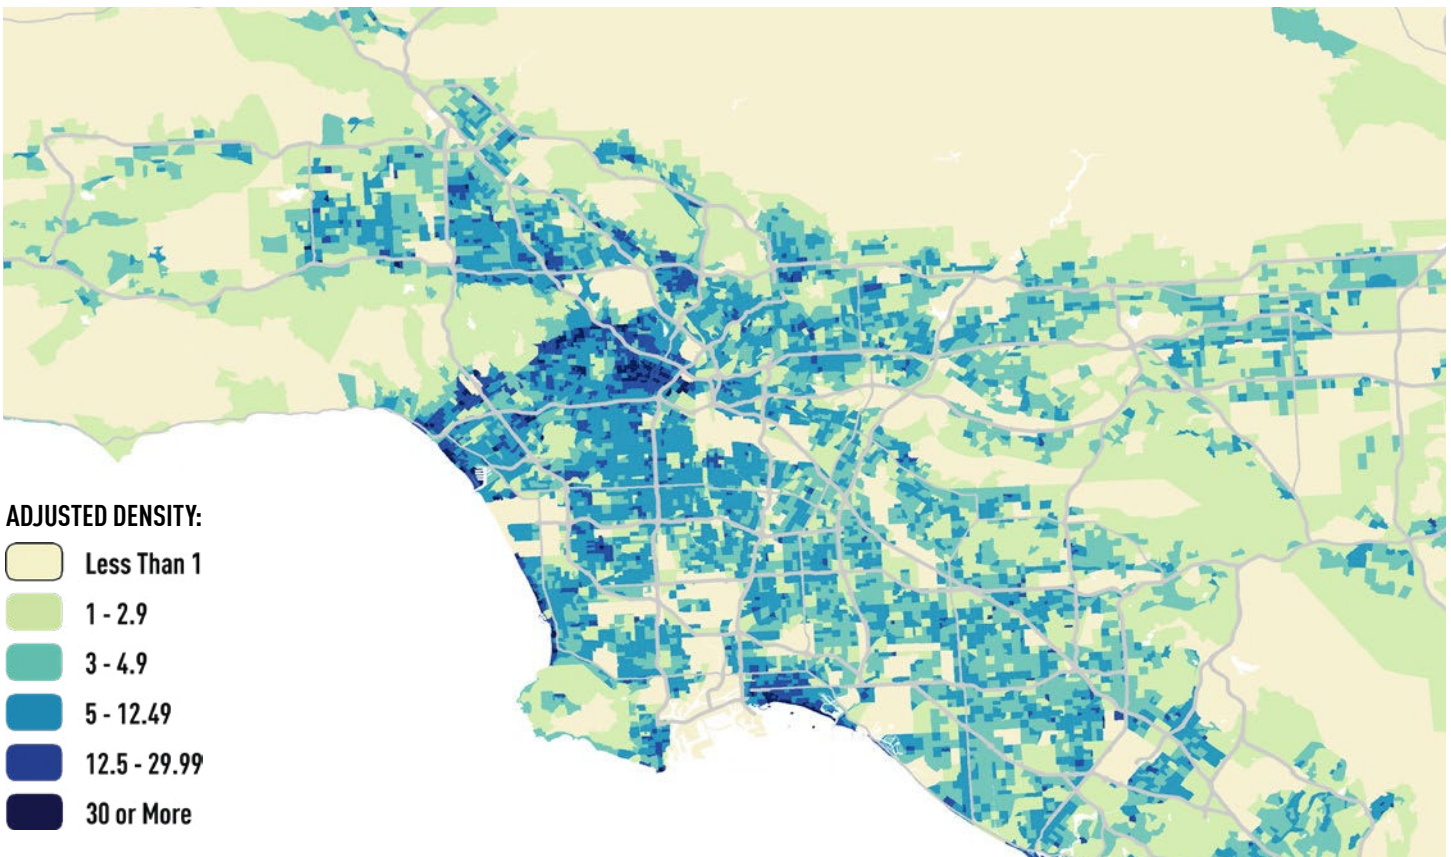 ADJUSTED DENSITY:
Less Than 1
1 - 2.9
3 - 4.9
5 - 12.49
12.5 - 29.99
30 or More